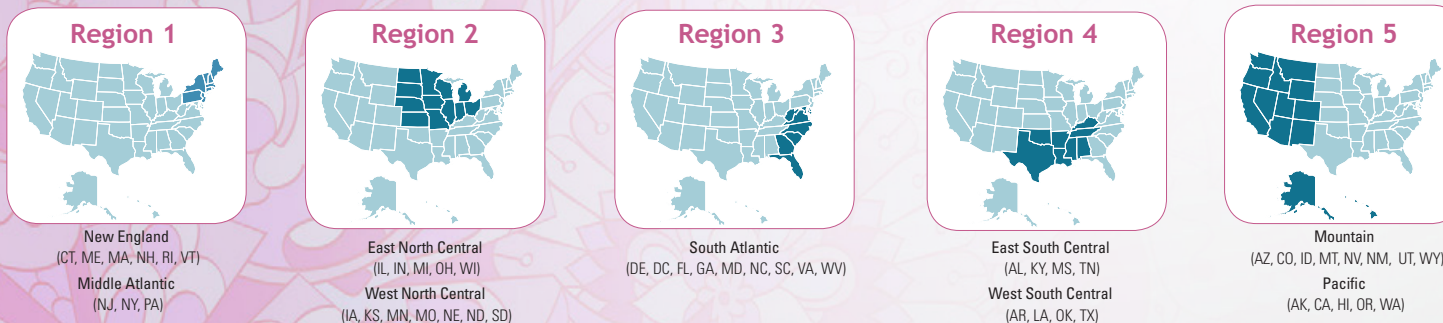 Region 1
New England
(CT, ME, MA, NH, RI, VT)
Middle Atlantic
(NJ, NY, PA)
Region 2
East North Central
(IL, IN, MI, OH, WI)
West North Central
(IA, KS, MN, MO, NE, ND, SD)
Region 3
South Atlantic
(DE, DC, FL, GA, MD, NC, SC, VA, WV)
Region 4
East South Central
(AL, KY, MS, TN)
West South Central
(AR, LA, OK, TX)
Region 5
Mountain
(AZ, CO, ID, MT, NV, NM, UT, WY)
Pacific
(AK, CA, HI, OR, WA)